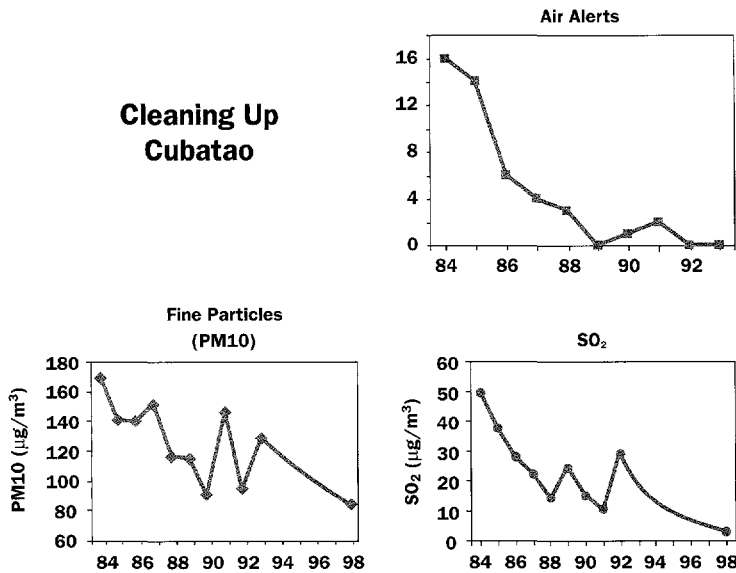 Air Alerts
Cleaning Up
Cubatao
16
12
8
4
0
84 86 88 90 92
Fine Particles
(PM10)
PM10 (μg/m³)
180
160
140
120
100
80
60
84 86 88 90 92 94 96 98
SO₂
SO₂ (μg/m³)
60
50
40
30
20
10
0
84 86 88 90 92 94 96 98